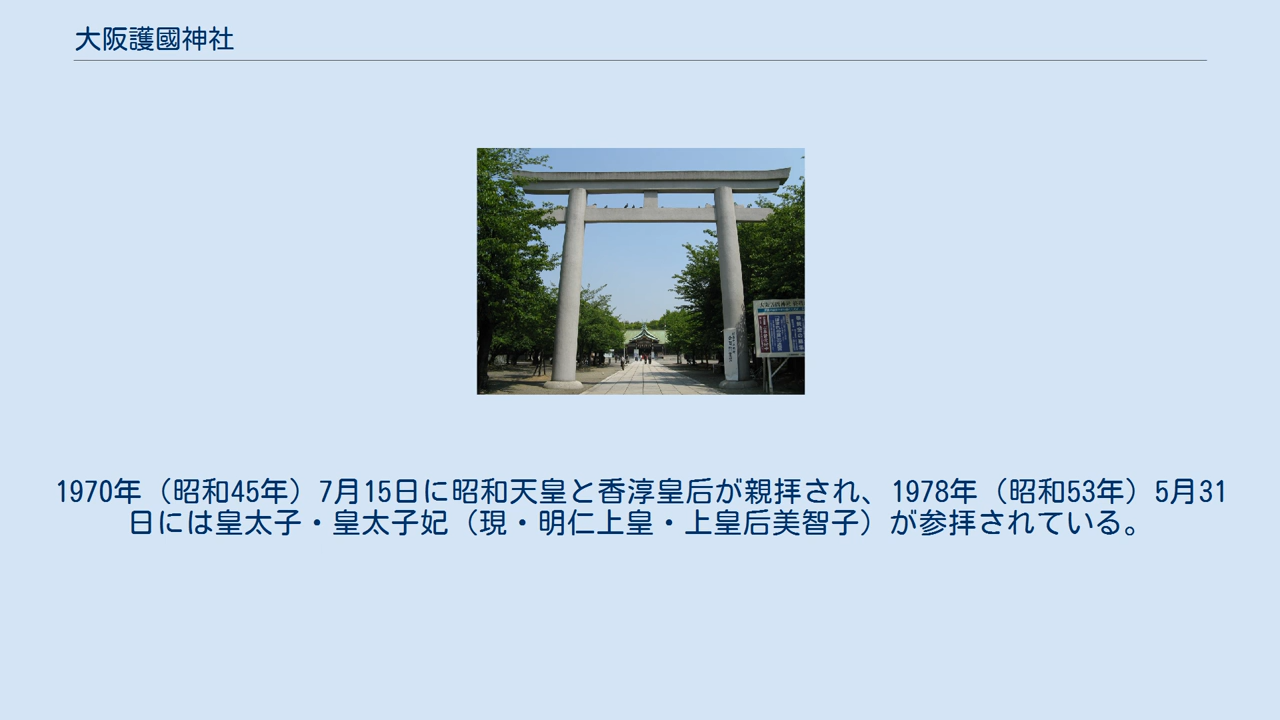 大阪護國神社
1970年（昭和45年）7月15日に昭和天皇と香淳皇后が親拝され、1978年（昭和53年）5月31
日には皇太子・皇太子妃（現・明仁上皇・上皇后美智子）が参拝されている。